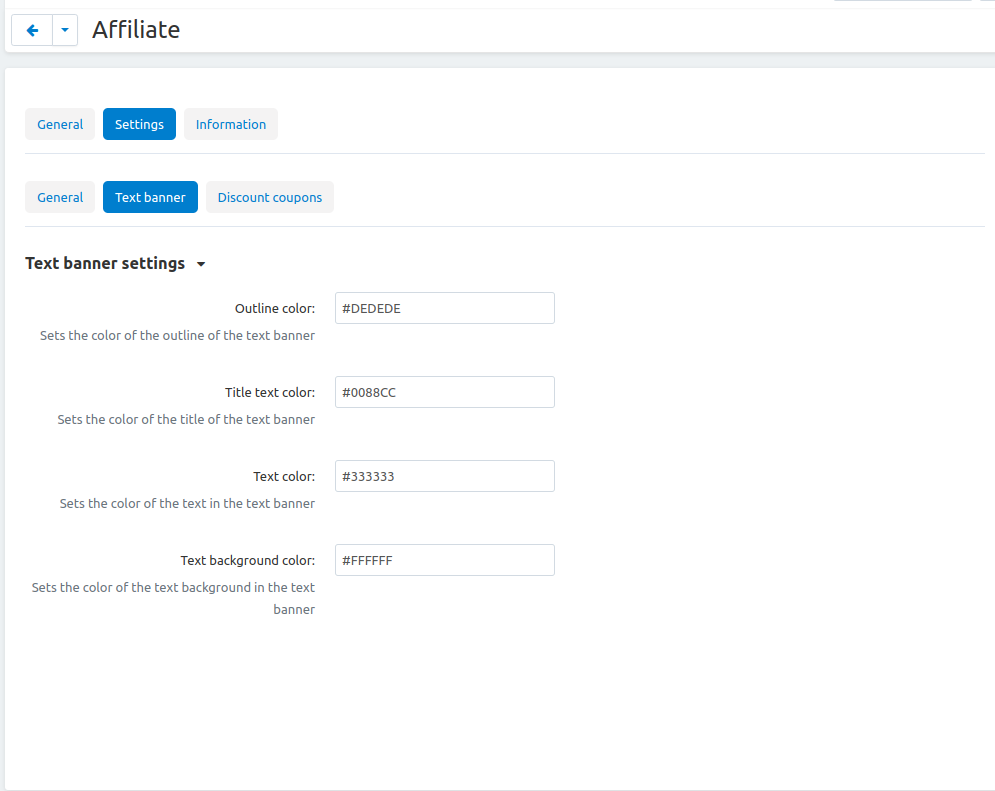 Affiliate
General Settings Information
General Text banner Discount coupons
Text banner settings
Outline color: #DEDEDE
Sets the color of the outline of the text banner
Title text color: #0088CC
Sets the color of the title of the text banner
Text color: #333333
Sets the color of the text in the text banner
Text background color: #FFFFFF
Sets the color of the text background in the text
banner